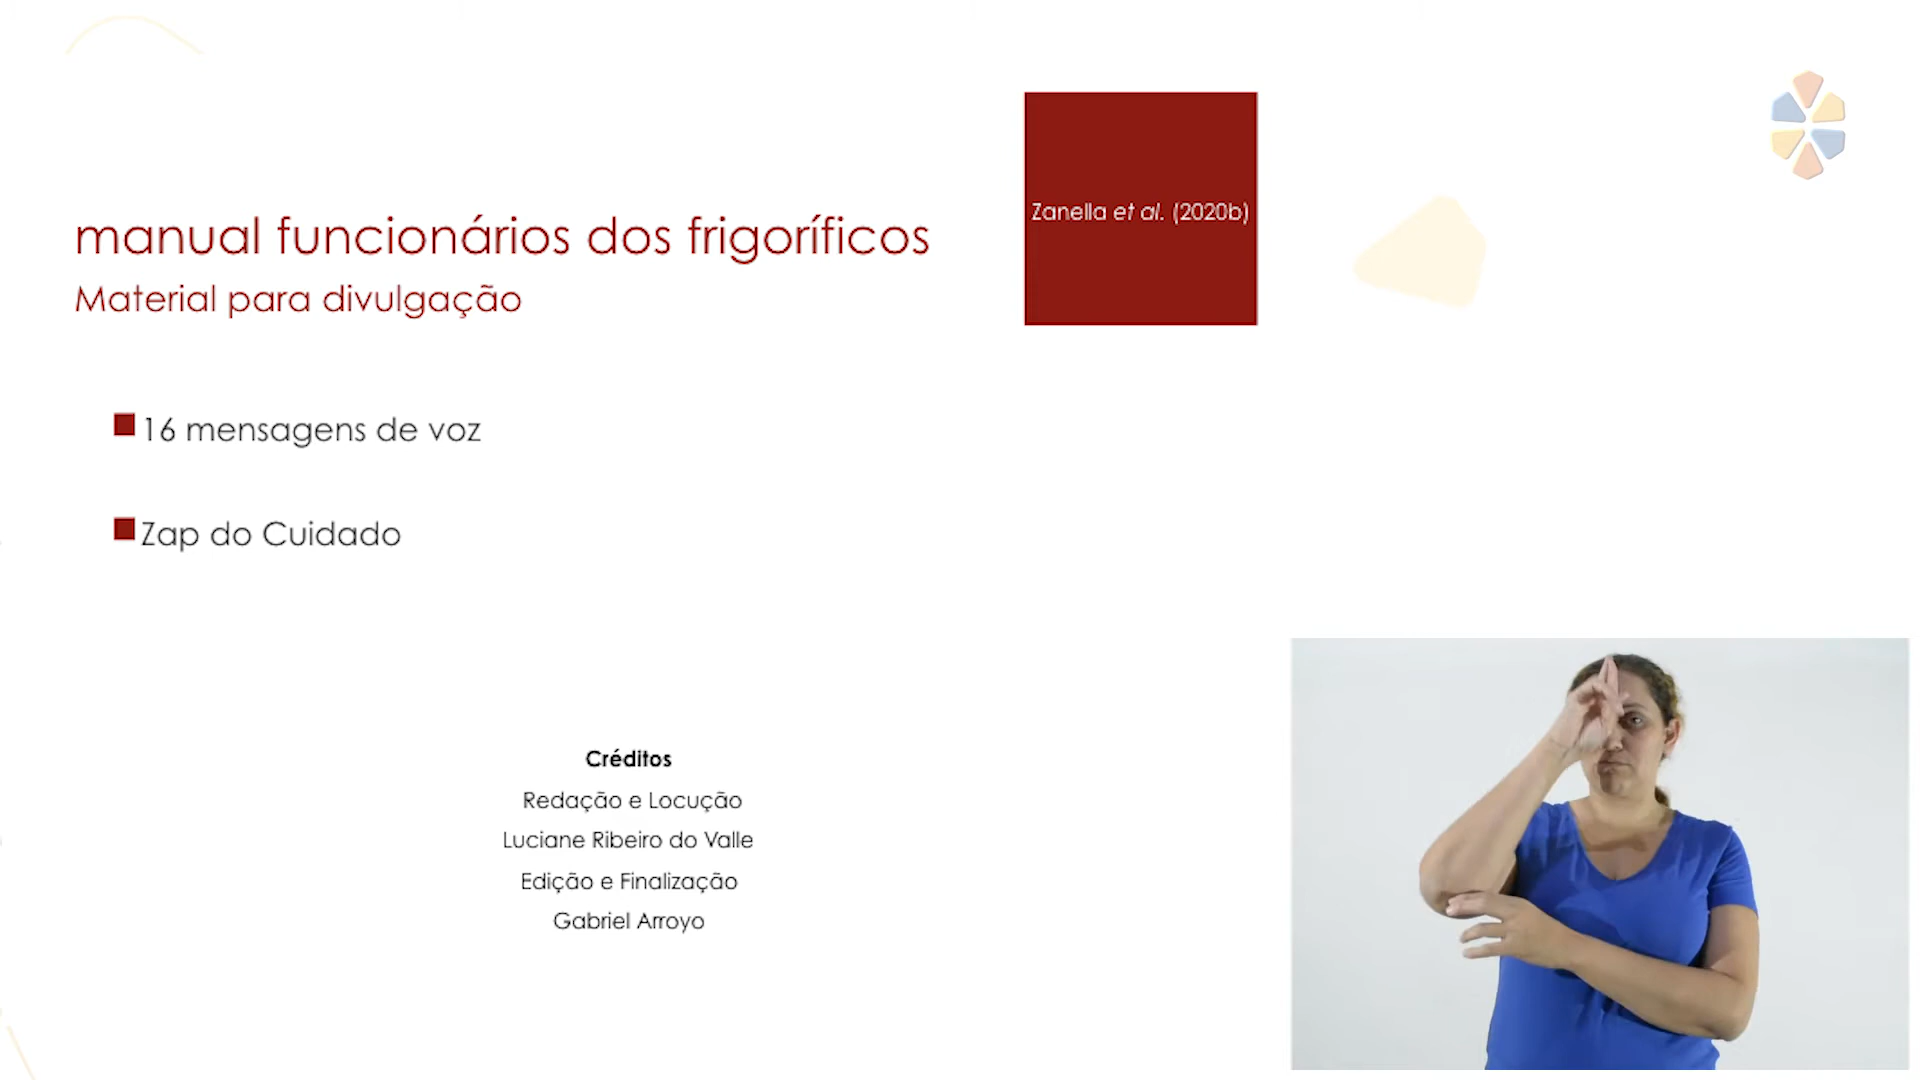 manual funcionários dos frigoríficos
Material para divulgação
Zanella et al. (2020b)
16 mensagens de voz
Zap do Cuidado
Créditos
Redação e Locução
Luciane Ribeiro do Valle
Edição e Finalização
Gabriel Arroyo